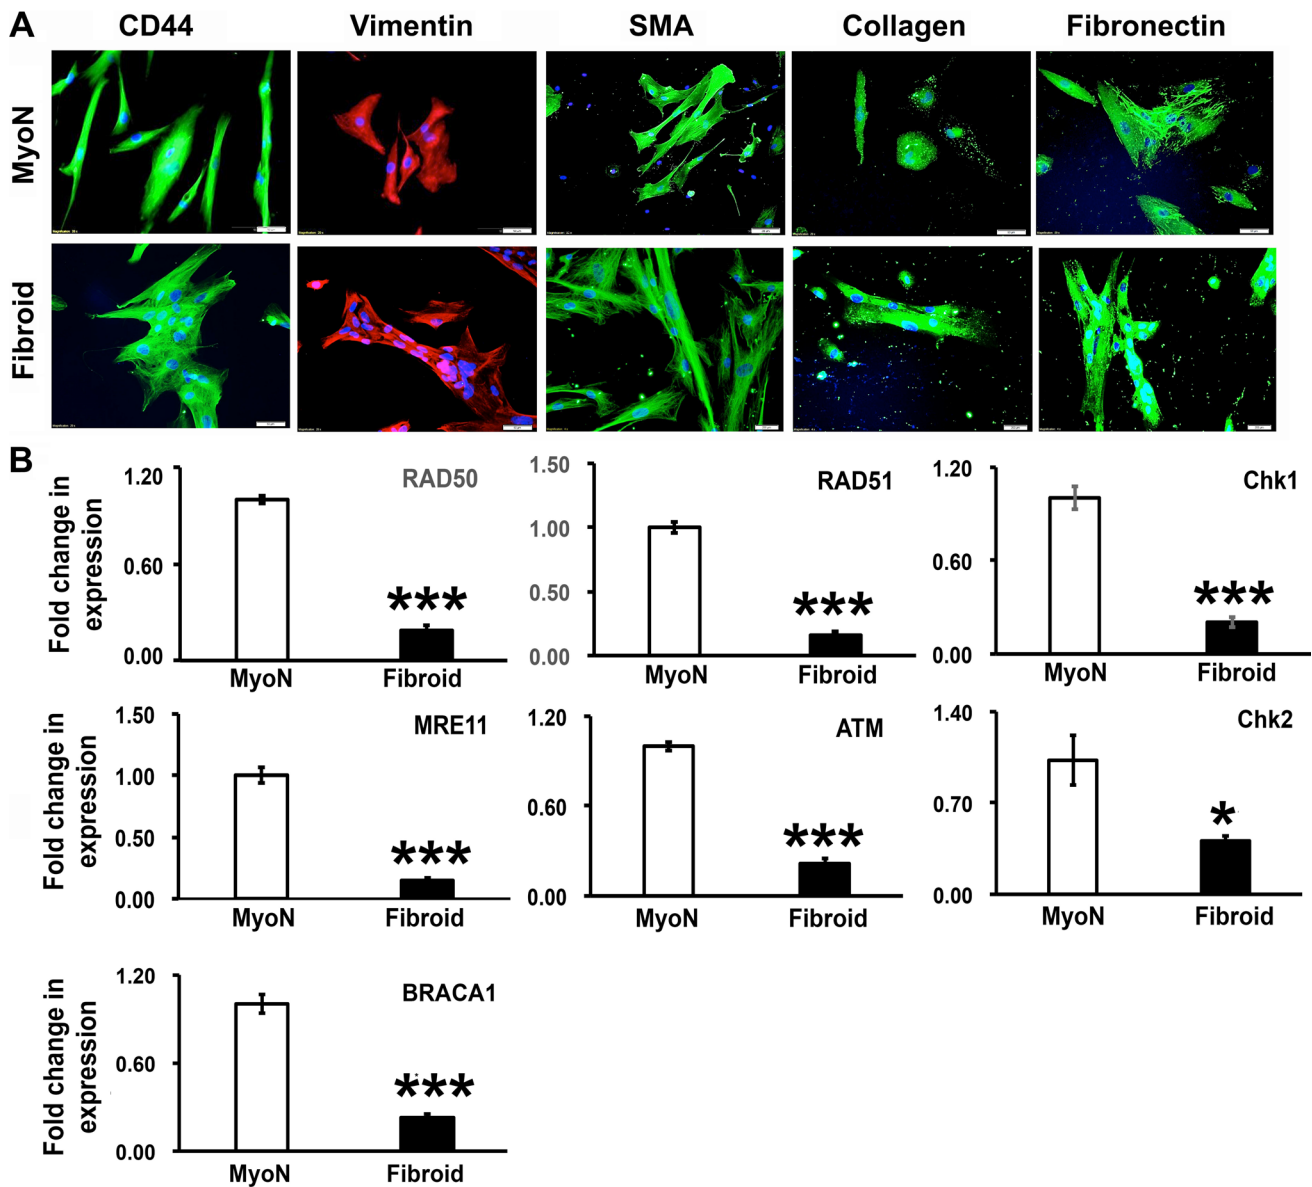 A
CD44 Vimentin SMA Collagen Fibronectin
MyoN
Fibroid
B
Fold change in expression
1.20
0.60
0.00
RAD50
***
MyoN Fibroid
1.50
1.00
0.50
0.00
RAD51
***
MyoN Fibroid
1.20
0.60
0.00
Chk1
***
MyoN Fibroid
Fold change in expression
1.50
1.00
0.50
0.00
MRE11
***
MyoN Fibroid
1.20
0.60
0.00
ATM
***
MyoN Fibroid
1.40
0.70
0.00
Chk2
*
MyoN Fibroid
Fold change in expression
1.20
0.60
0.00
BRACA1
***
MyoN Fibroid